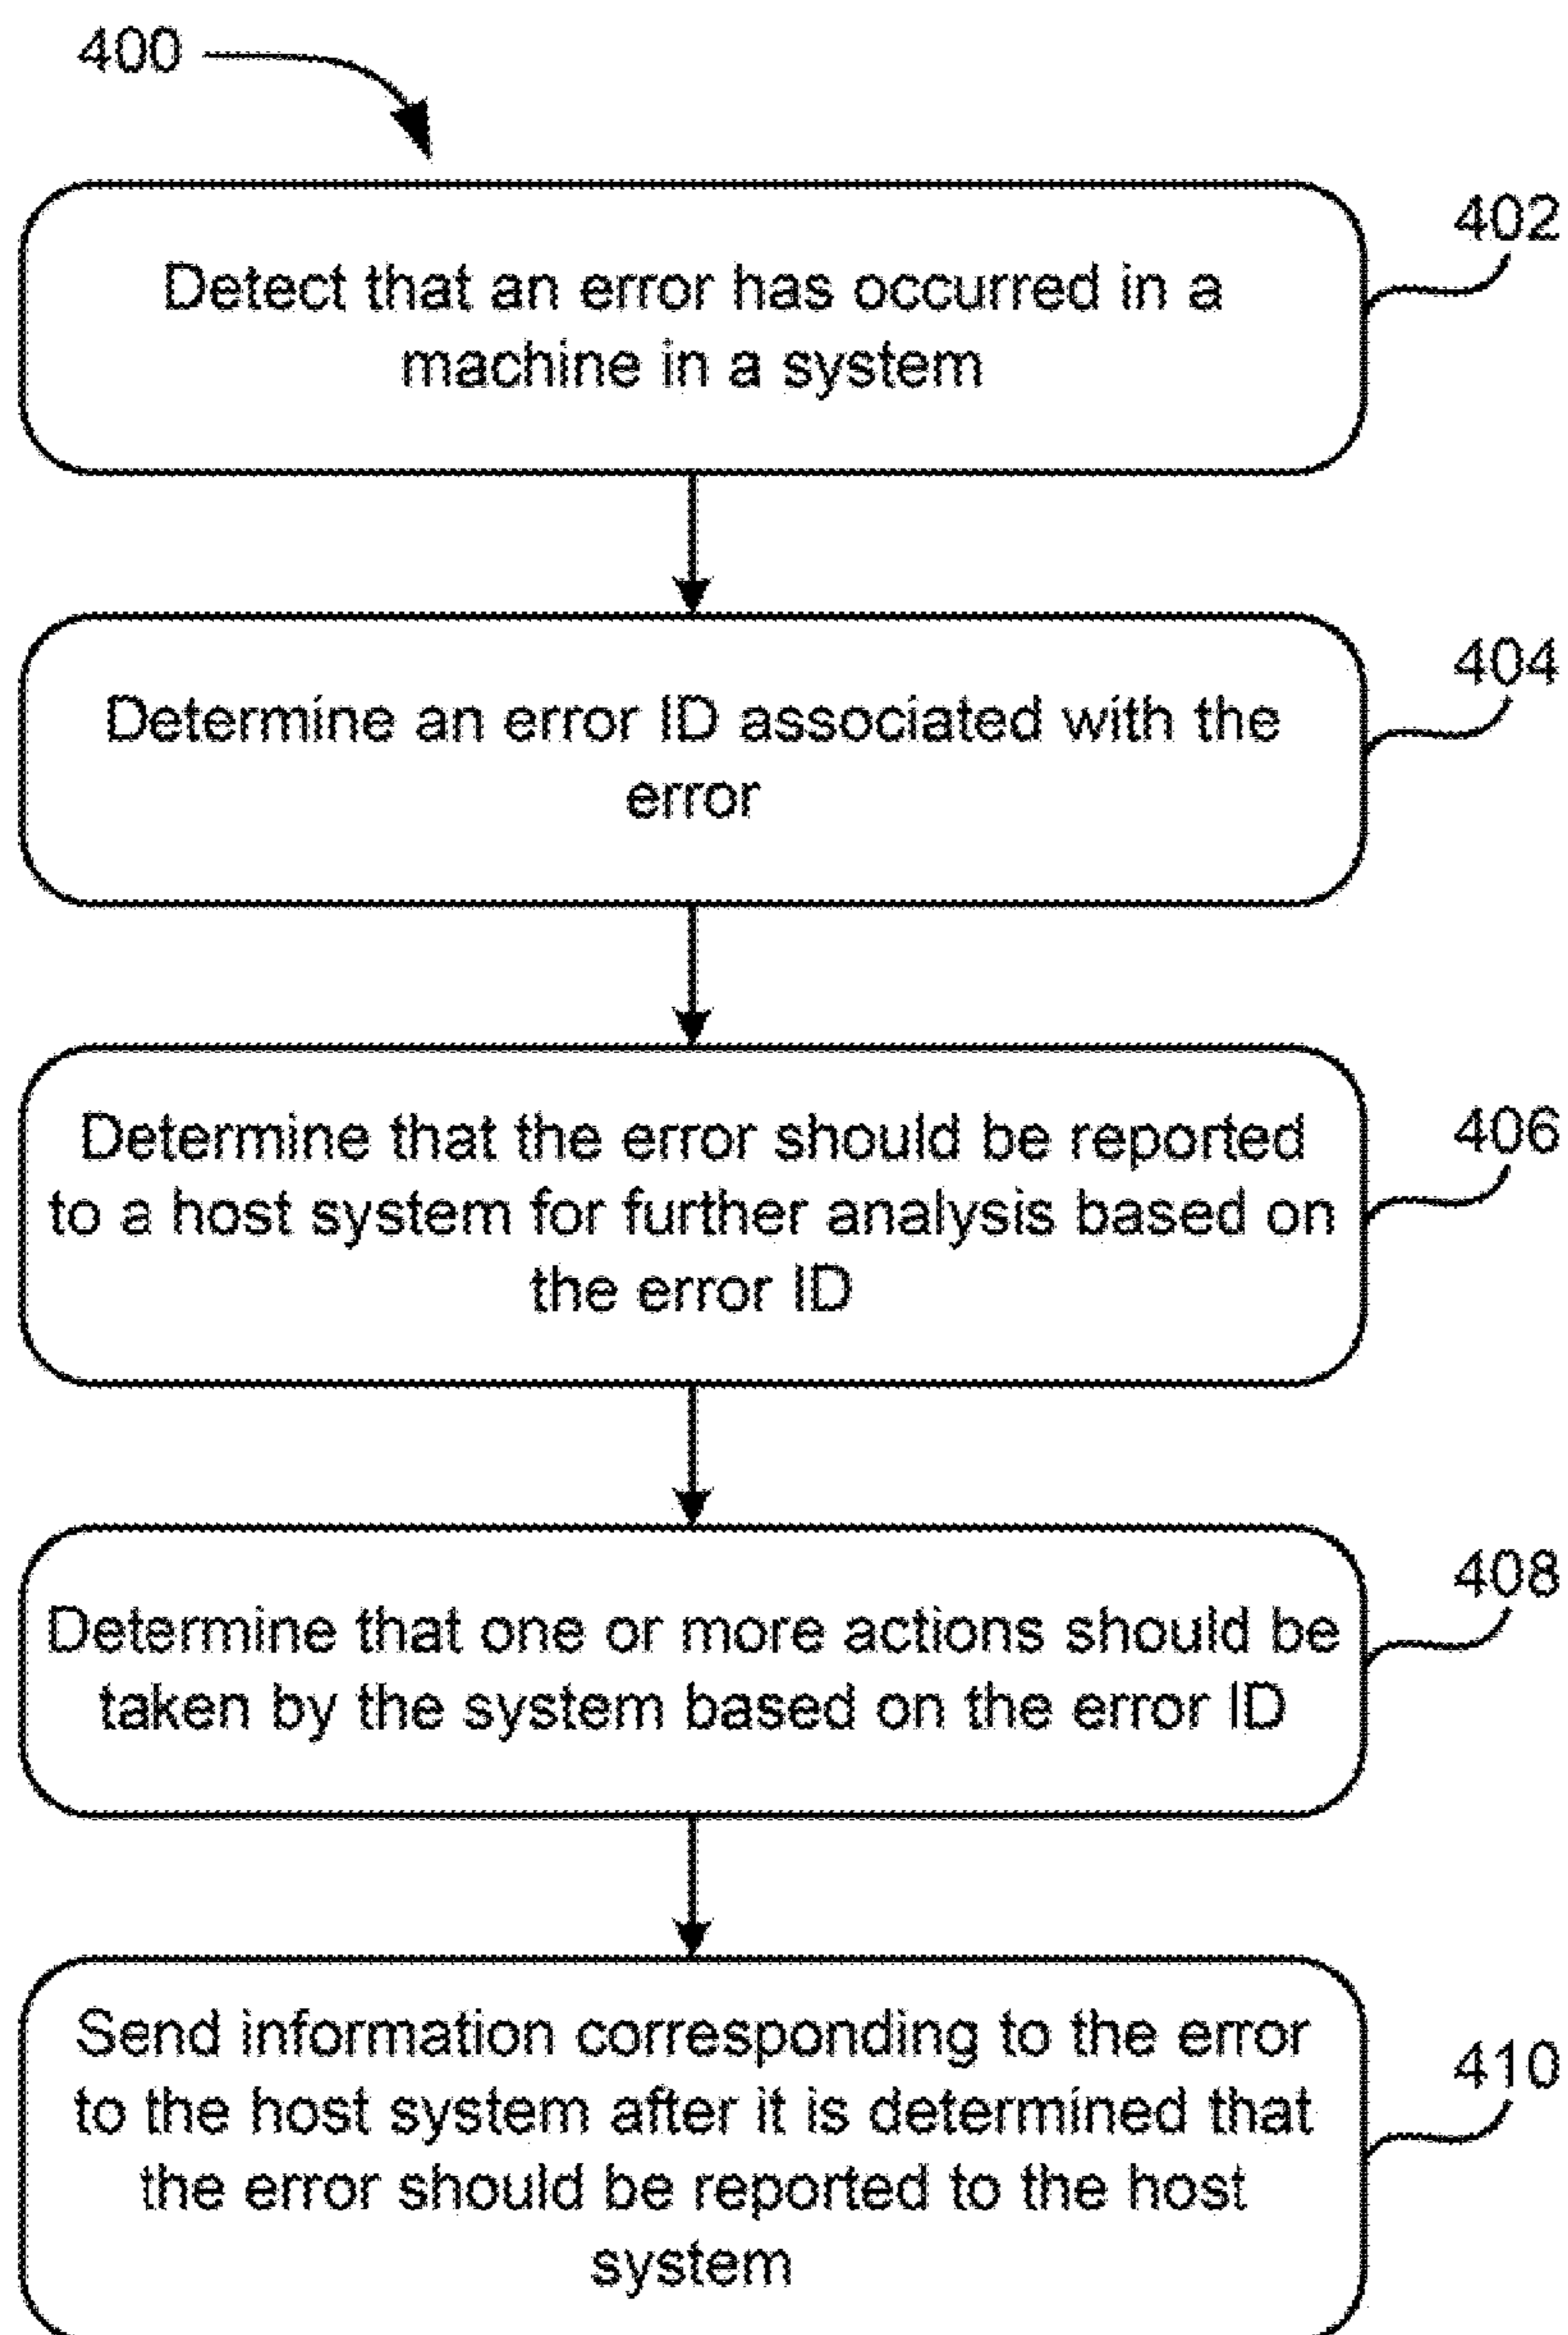 400
402
Detect that an error has occurred in a
machine in a system
404
Determine an error ID associated with the
error
406
Determine that the error should be reported
to a host system for further analysis based on
the error ID
408
Determine that one or more actions should be
taken by the system based on the error ID
410
Send information corresponding to the error
to the host system after it is determined that
the error should be reported to the host
system